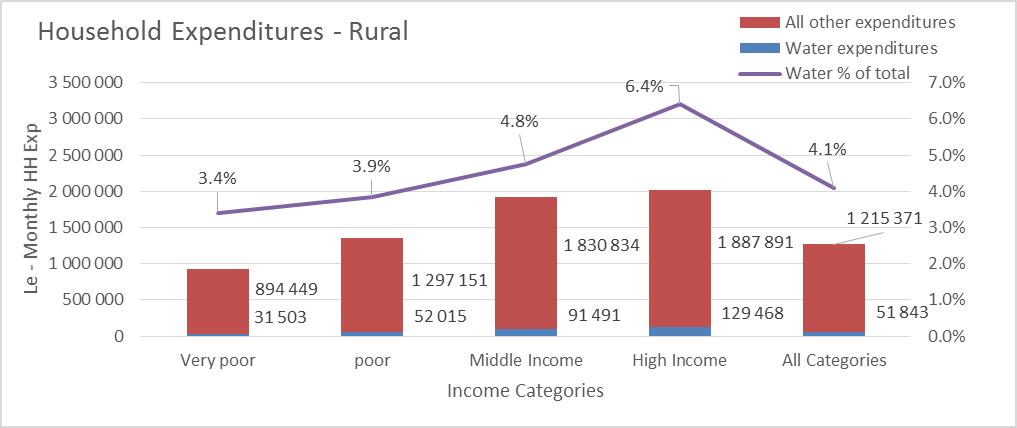 Household Expenditures - Rural
All other expenditures
Water expenditures
Water % of total
Le - Monthly HH Exp
3 500 000
3 000 000
2 500 000
2 000 000
1 500 000
1 000 000
500 000
0
7.0%
6.0%
5.0%
4.0%
3.0%
2.0%
1.0%
0.0%
3.4%
3.9%
4.8%
6.4%
4.1%
894 449
1 297 151
1 830 834
1 887 891
1 215 371
31 503
52 015
91 491
129 468
51 843
Very poor
poor
Middle Income
High Income
All Categories
Income Categories